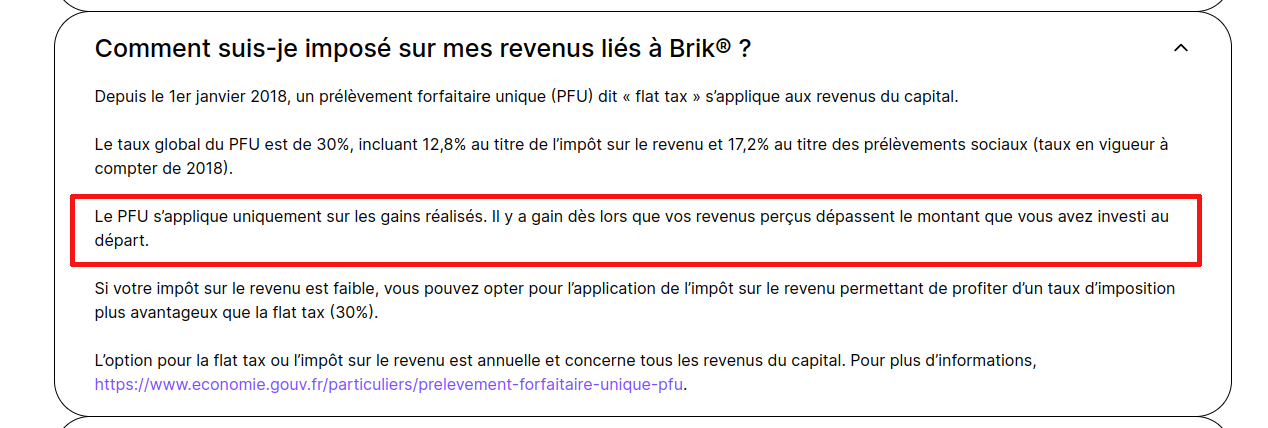 Comment suis-je imposé sur mes revenus liés à Brik® ?
Depuis le 1er janvier 2018, un prélèvement forfaitaire unique (PFU) dit « flat tax » s’applique aux revenus du capital.
Le taux global du PFU est de 30%, incluant 12,8% au titre de l’impôt sur le revenu et 17,2% au titre des prélèvements sociaux (taux en vigueur à
compter de 2018).
Le PFU s’applique uniquement sur les gains réalisés. Il y a gain dès lors que vos revenus perçus dépassent le montant que vous avez investi au
départ.
Si votre impôt sur le revenu est faible, vous pouvez opter pour l’application de l’impôt sur le revenu permettant de profiter d’un taux d’imposition
plus avantageux que la flat tax (30%).
L’option pour la flat tax ou l’impôt sur le revenu est annuelle et concerne tous les revenus du capital. Pour plus d’informations,
https://www.economie.gouv.fr/particuliers/prelevement-forfaitaire-unique-pfu.